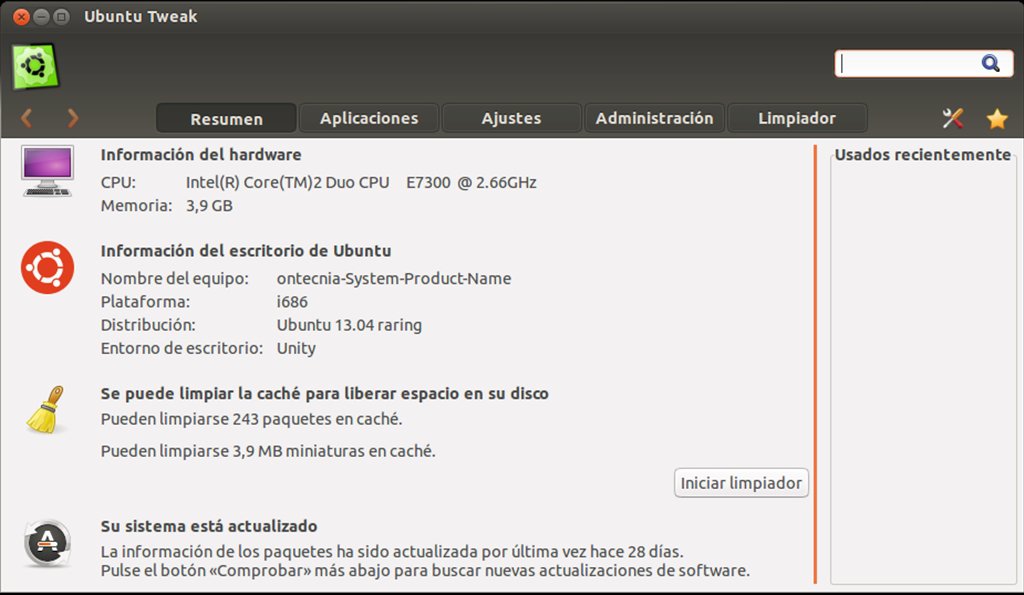 Ubuntu Tweak
Resumen Aplicaciones Ajustes Administración Limpiador
Información del hardware
CPU: Intel(R) Core(TM)2 Duo CPU E7300 @ 2.66GHz
Memoria: 3,9 GB
Información del escritorio de Ubuntu
Nombre del equipo: ontecnia-System-Product-Name
Plataforma: i686
Distribución: Ubuntu 13.04 raring
Entorno de escritorio: Unity
Se puede limpiar la caché para liberar espacio en su disco
Pueden limpiarse 243 paquetes en caché.
Pueden limpiarse 3,9 MB miniaturas en caché.
Iniciar limpiador
Su sistema está actualizado
La información de los paquetes ha sido actualizada por última vez hace 28 días.
Pulse el botón «Comprobar» más abajo para buscar nuevas actualizaciones de software.
Usados recientemente